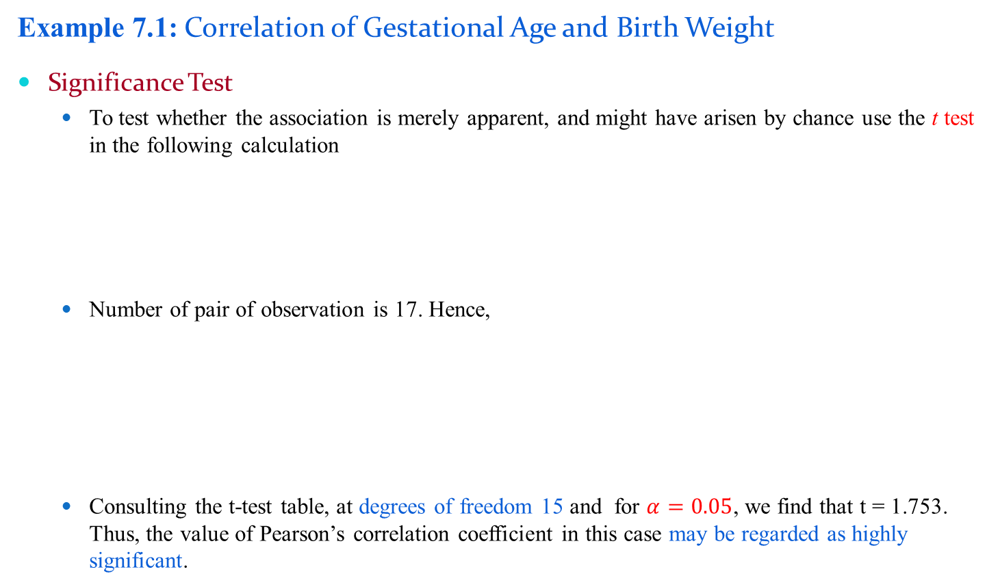 Example 7.1: Correlation of Gestational Age and Birth Weight
• Significance Test
• To test whether the association is merely apparent, and might have arisen by chance use the t test
in the following calculation
• Number of pair of observation is 17. Hence,
• Consulting the t-test table, at degrees of freedom 15 and for α = 0.05, we find that t = 1.753.
Thus, the value of Pearson’s correlation coefficient in this case may be regarded as highly
significant.